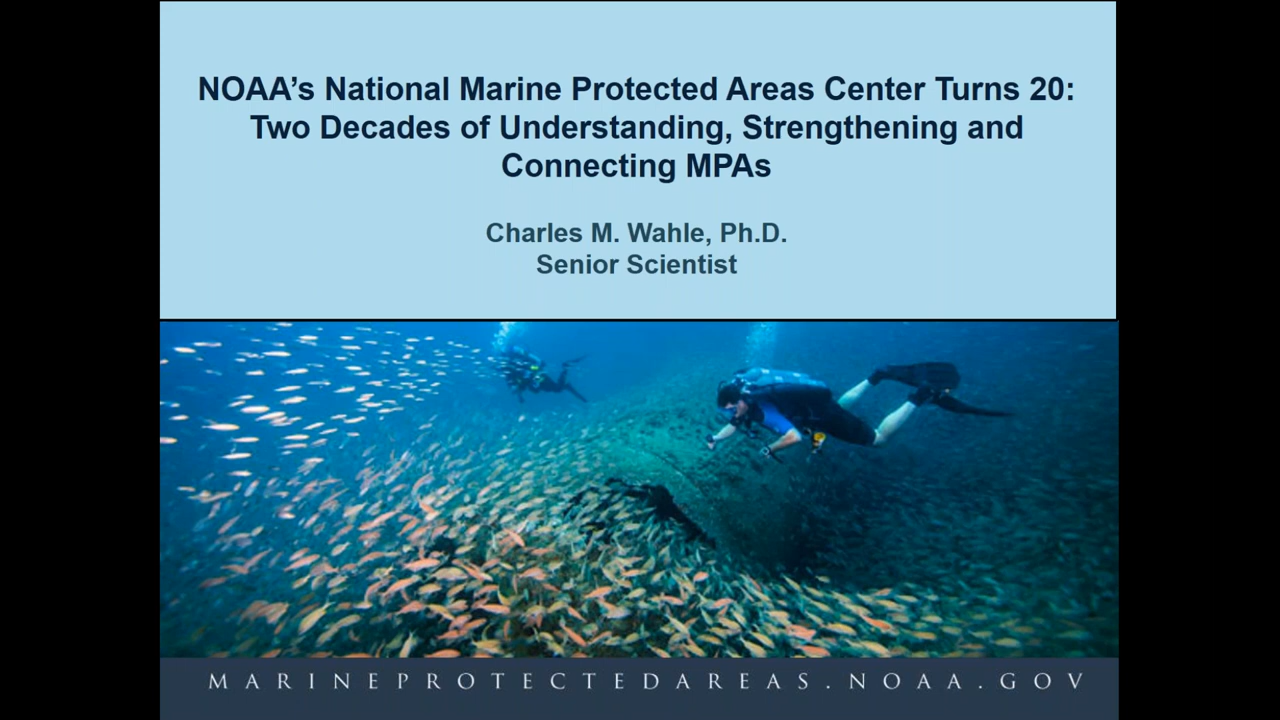 NOAA’s National Marine Protected Areas Center Turns 20:
Two Decades of Understanding, Strengthening and
Connecting MPAs
Charles M. Wahle, Ph.D.
Senior Scientist
MARINEPROTECTEDAREAS.NOAA.GOV